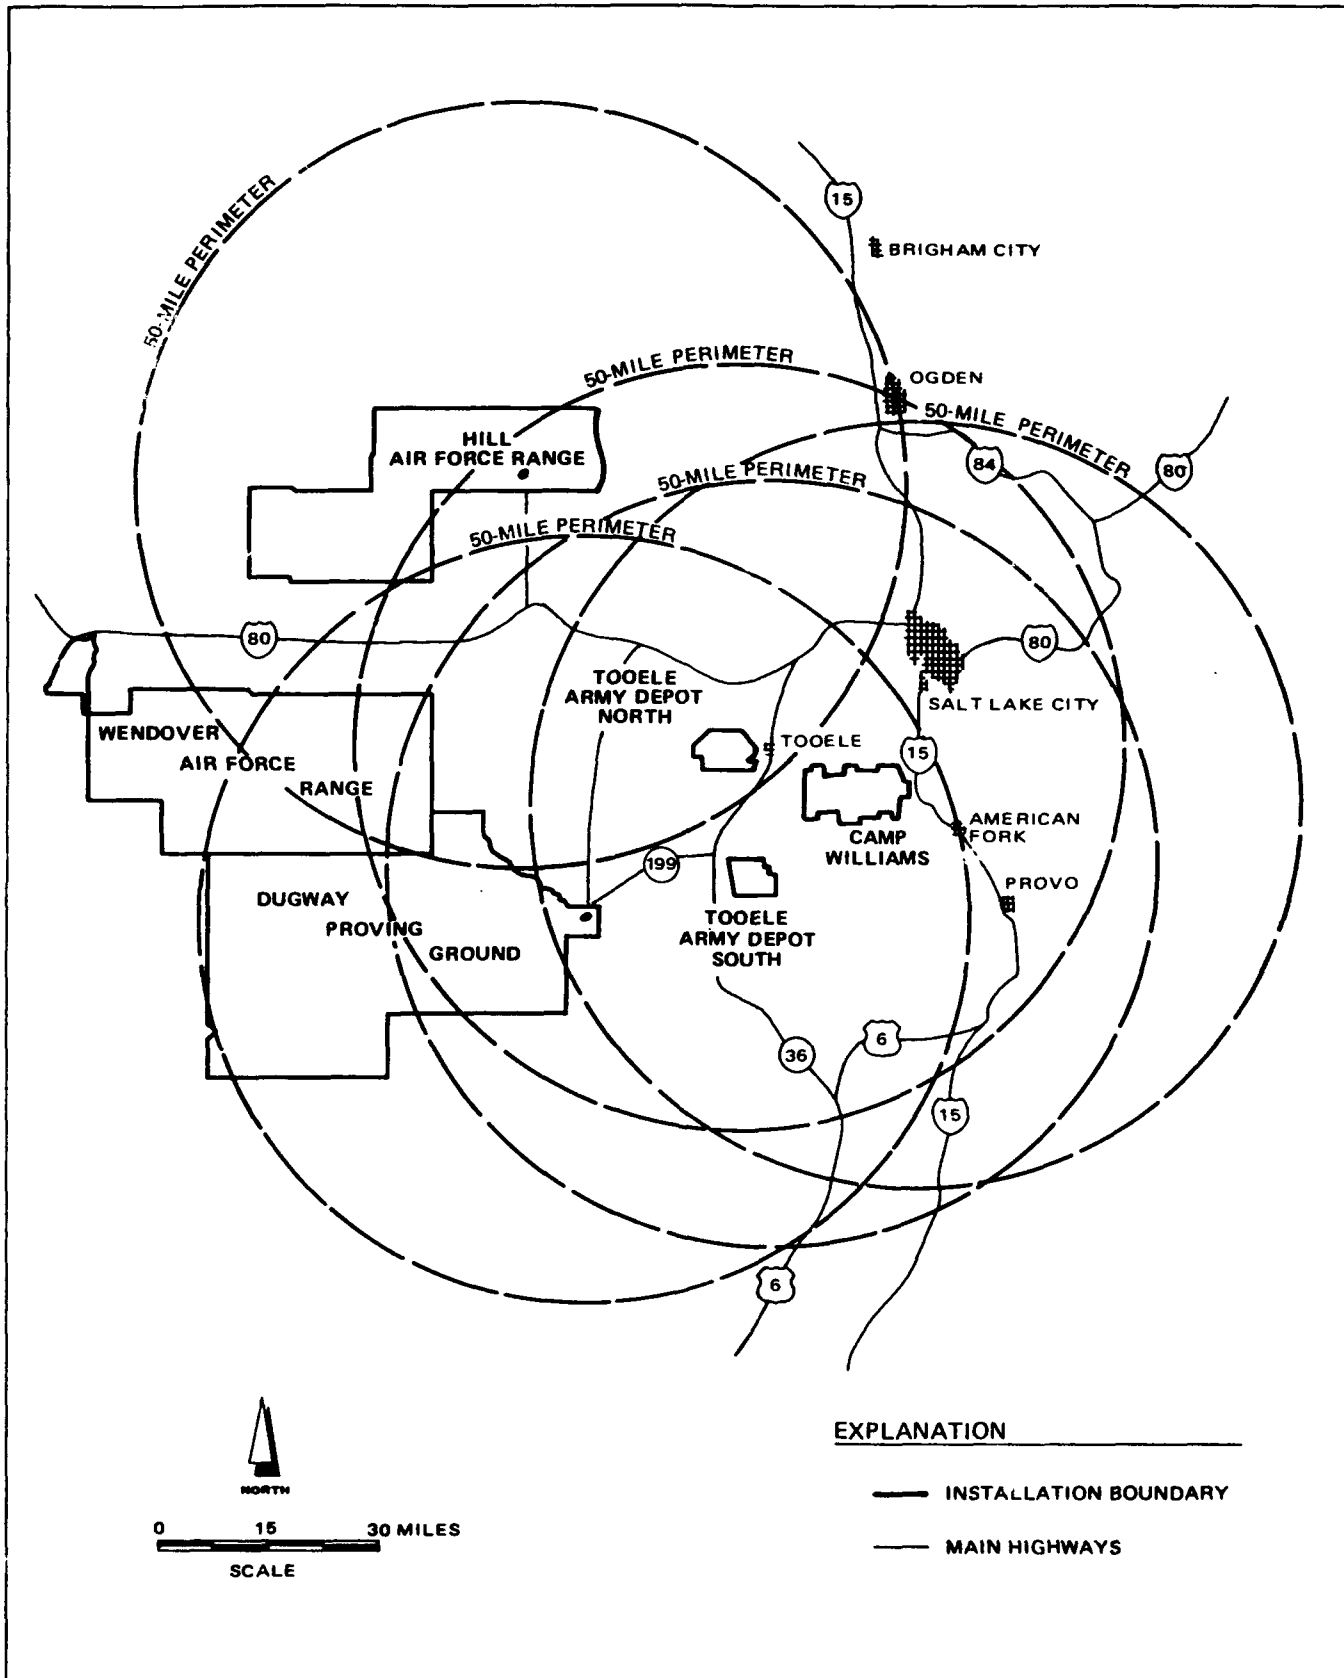 15
BRIGHAM CITY
50-MILE PERIMETER
50-MILE PERIMETER
OGDEN
50-MILE PERIMETER
HILL
AIR FORCE RANGE
84
80
50-MILE PERIMETER
50-MILE PERIMETER
80
80
TOOELE
ARMY DEPOT
NORTH
SALT LAKE CITY
WENDOVER
AIR FORCE
RANGE
TOOELE
15
AMERICAN
FORK
CAMP
WILLIAMS
199
PROVO
DUGWAY
PROVING
GROUND
TOOELE
ARMY DEPOT
SOUTH
6
36
15
6
NORTH
0 15 30 MILES
SCALE
EXPLANATION
INSTALLATION BOUNDARY
MAIN HIGHWAYS